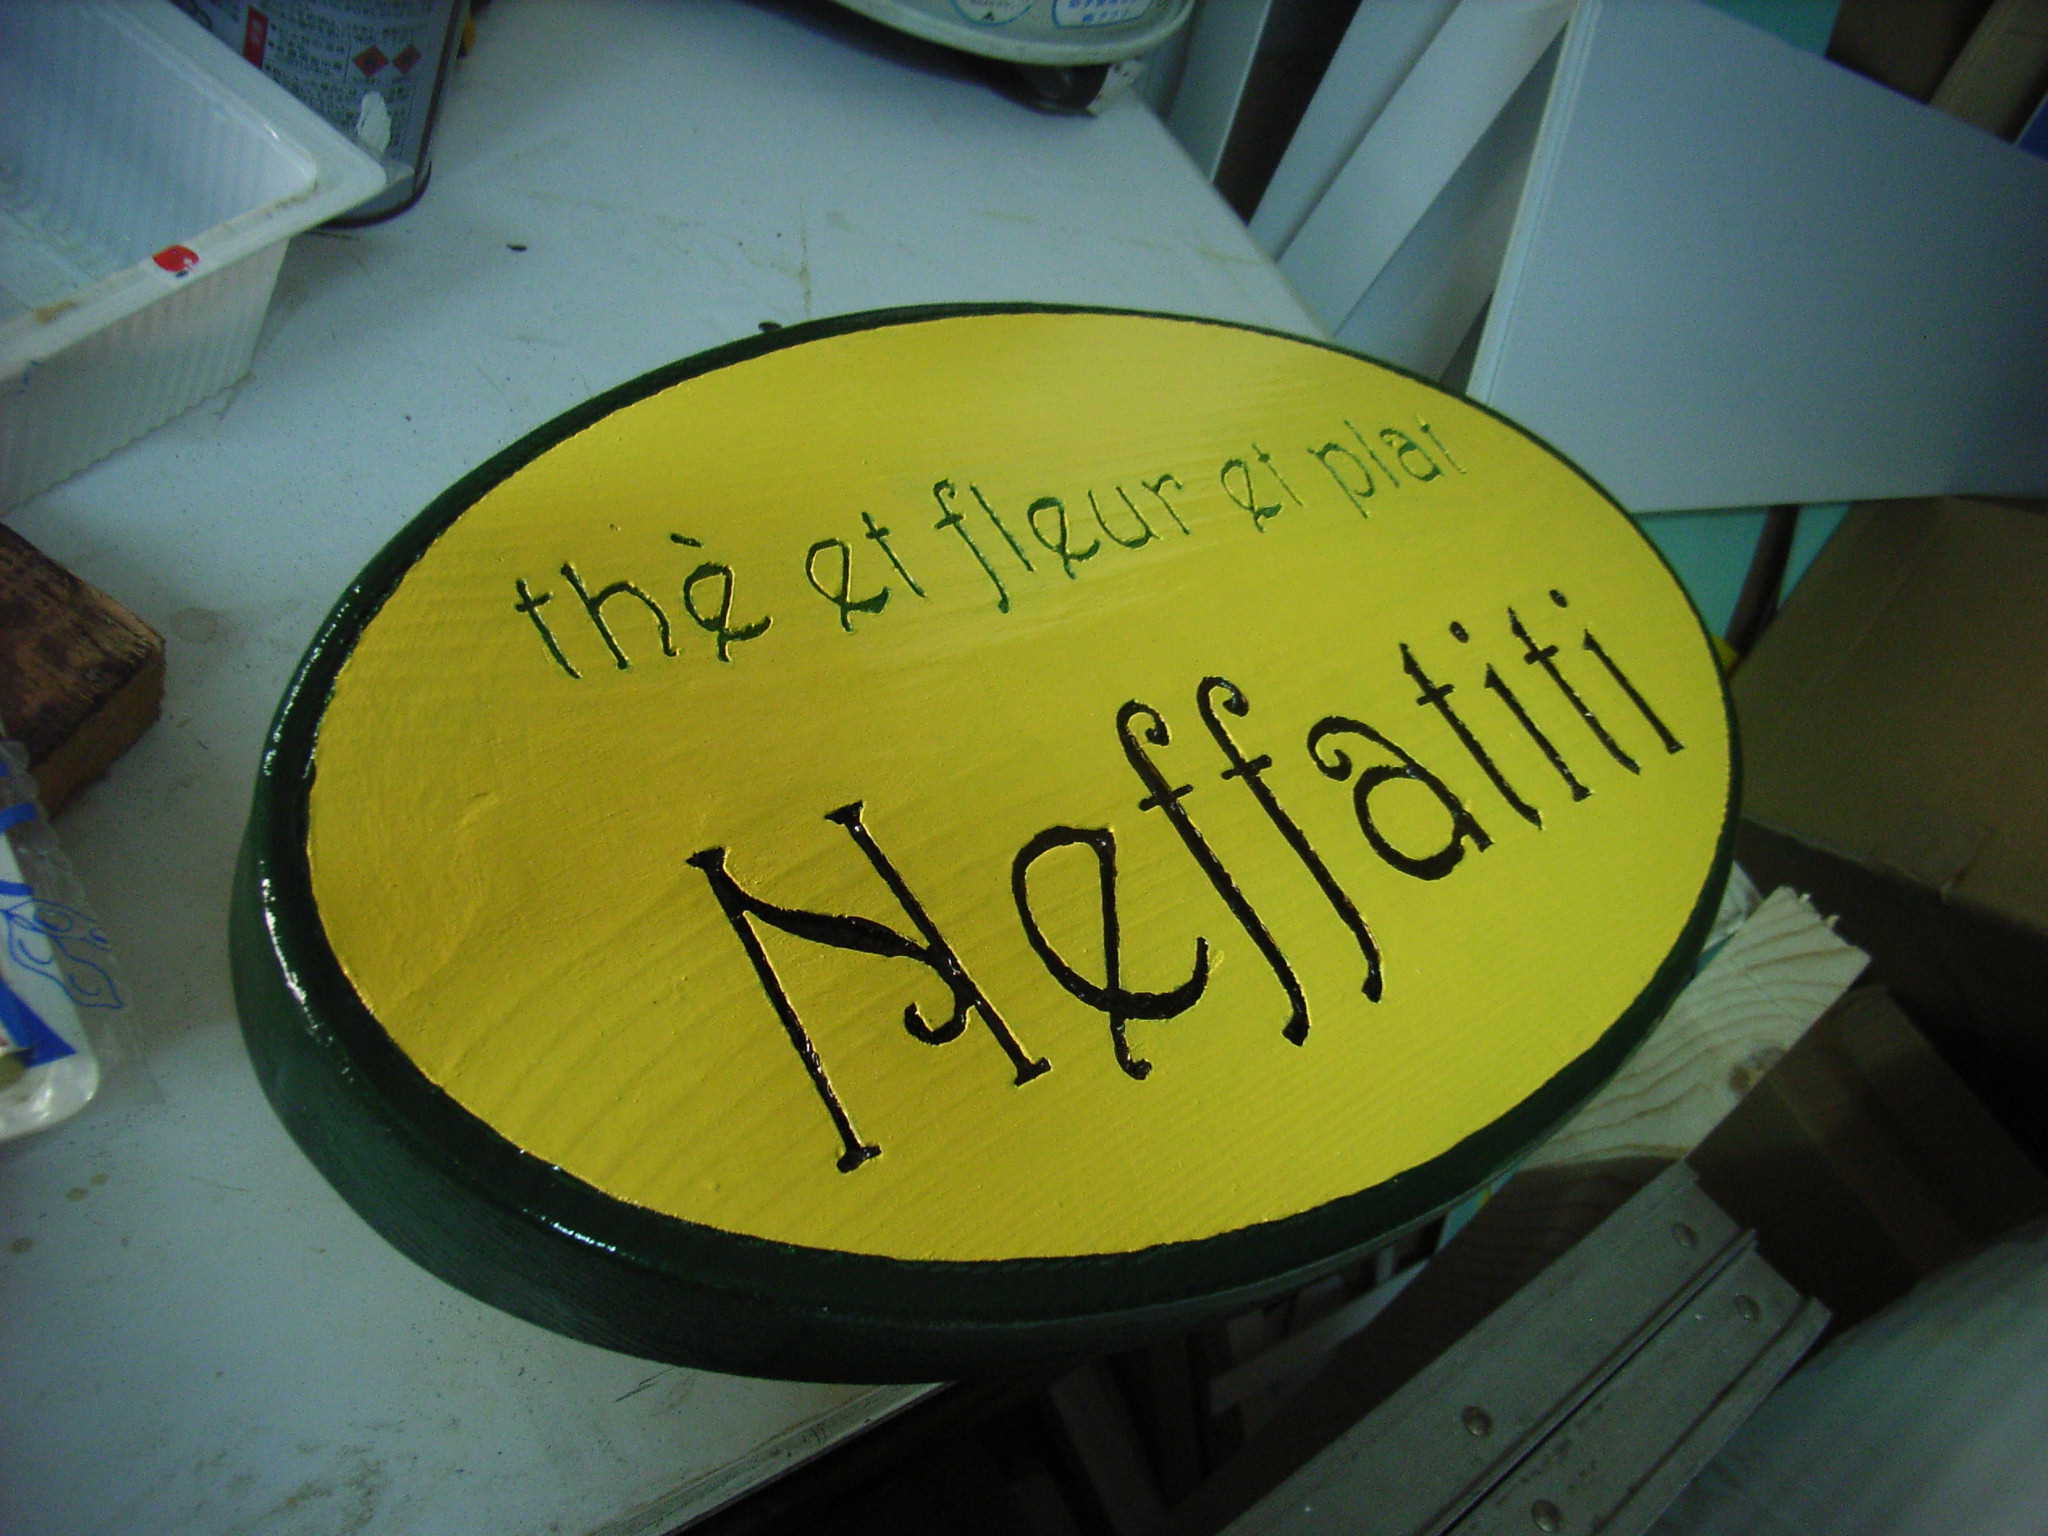 thè et fleur et plat
Neffatiti